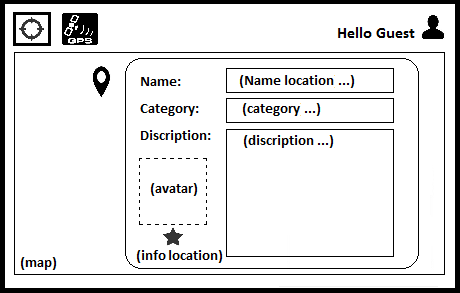 Hello Guest
GPS
Name: (Name location ...)
Category: (category ...)
Discription: (discription ...)
(avatar)
(info location)
(map)